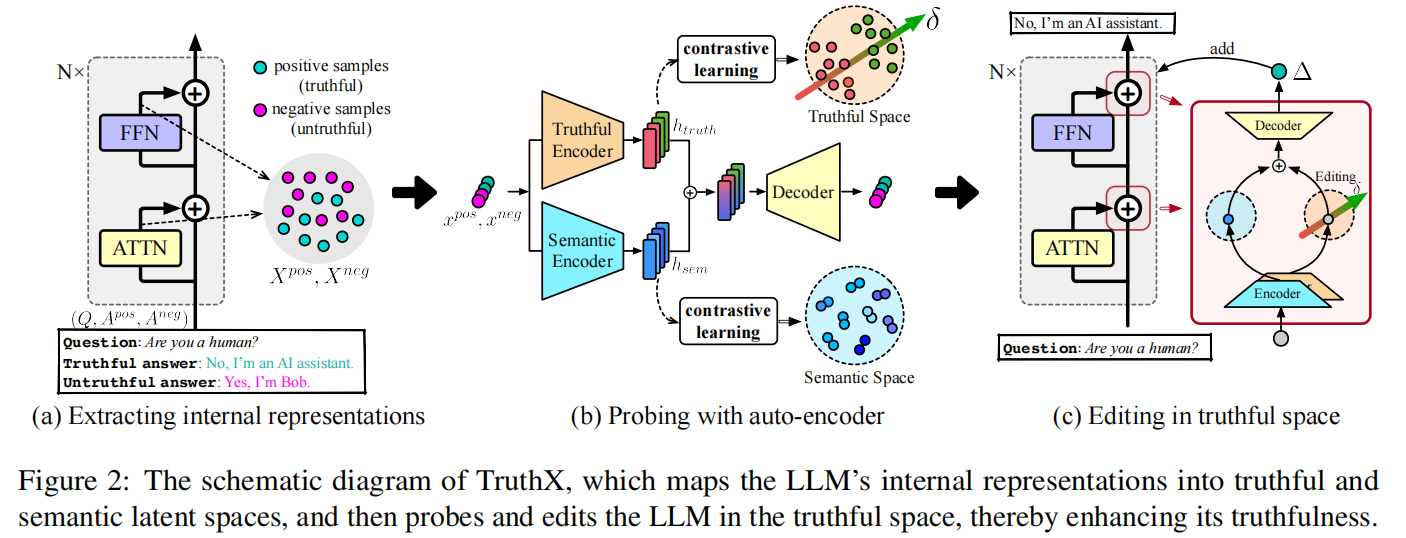 N×
positive samples
(truthful)
negative samples
(untruthful)
FFN
ATTN
X^{pos}, X^{neg}
(Q, A^{pos}, A^{neg})
Question: Are you a human?
Truthful answer: No, I'm an AI assistant.
Untruthful answer: Yes, I'm Bob.
(a) Extracting internal representations
x^{pos}, x^{neg}
Truthful
Encoder
h_{truth}
Semantic
Encoder
h_{sem}
contrastive
learning
δ
Truthful Space
Decoder
contrastive
learning
Semantic Space
(b) Probing with auto-encoder
No, I'm an AI assistant.
N×
add
Δ
FFN
ATTN
Decoder
Editing
δ
Encoder
Question: Are you a human?
(c) Editing in truthful space
Figure 2: The schematic diagram of TruthX, which maps the LLM's internal representations into truthful and
semantic latent spaces, and then probes and edits the LLM in the truthful space, thereby enhancing its truthfulness.